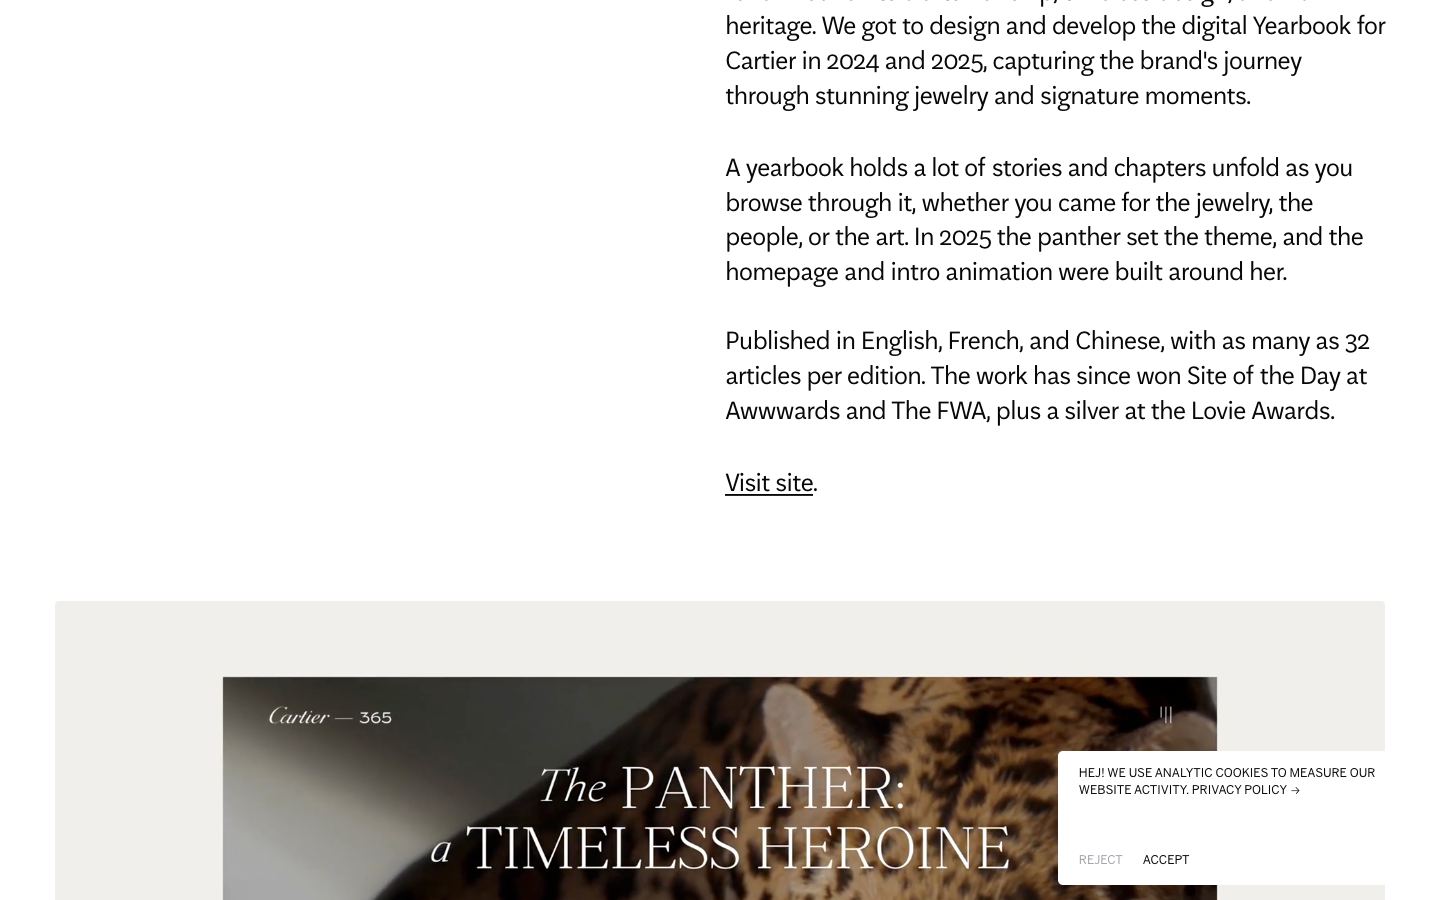 heritage. We got to design and develop the digital Yearbook for
Cartier in 2024 and 2025, capturing the brand's journey
through stunning jewelry and signature moments.
A yearbook holds a lot of stories and chapters unfold as you
browse through it, whether you came for the jewelry, the
people, or the art. In 2025 the panther set the theme, and the
homepage and intro animation were built around her.
Published in English, French, and Chinese, with as many as 32
articles per edition. The work has since won Site of the Day at
Awwwards and The FWA, plus a silver at the Lovie Awards.
Visit site.
Cartier — 365
The PANTHER:
a TIMELESS HEROINE
HEJ! WE USE ANALYTIC COOKIES TO MEASURE OUR
WEBSITE ACTIVITY. PRIVACY POLICY →
REJECT ACCEPT